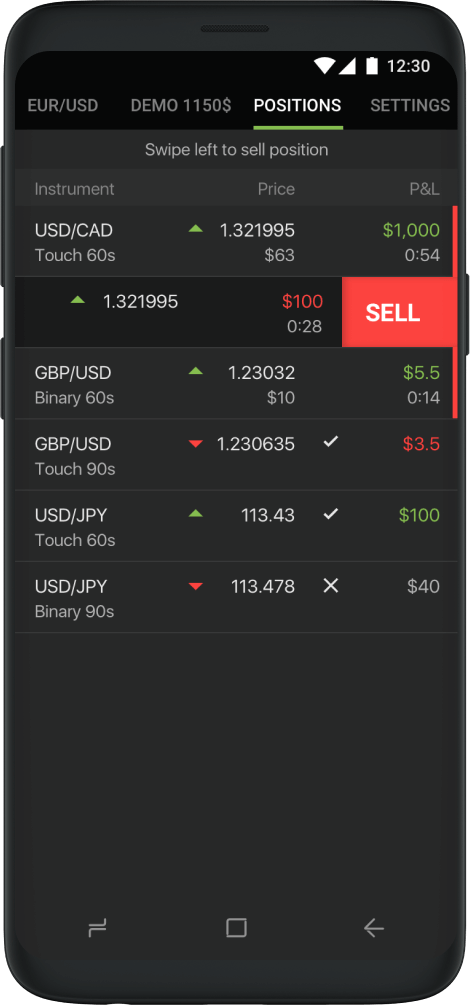 12:30
EUR/USD DEMO 1150$ POSITIONS SETTINGS
Swipe left to sell position
Instrument Price P&L
USD/CAD 1.321995 $1,000
Touch 60s $63 0:54
1.321995 $100 SELL
0:28
GBP/USD 1.23032 $5.5
Binary 60s $10 0:14
GBP/USD 1.230635 $3.5
Touch 90s
USD/JPY 113.43 $100
Touch 60s
USD/JPY 113.478 $40
Binary 90s